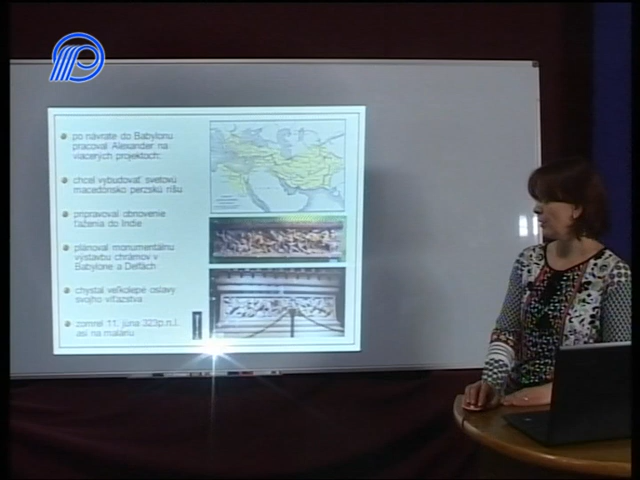 po návrate do Babylonu
pracoval Alexander na
viacerých projektoch:
chcel vybudovať svetovú
macedónsko perzskú ríšu
pripravoval obnovenie
ťaženia do Indie
plánoval monumentálnu
výstavbu chrámov v
Babylone a Delfách
chystal veľkolepé oslavy
svojho víťazstva
zomrel 11. júna 323p.n.l.
asi na maláriu